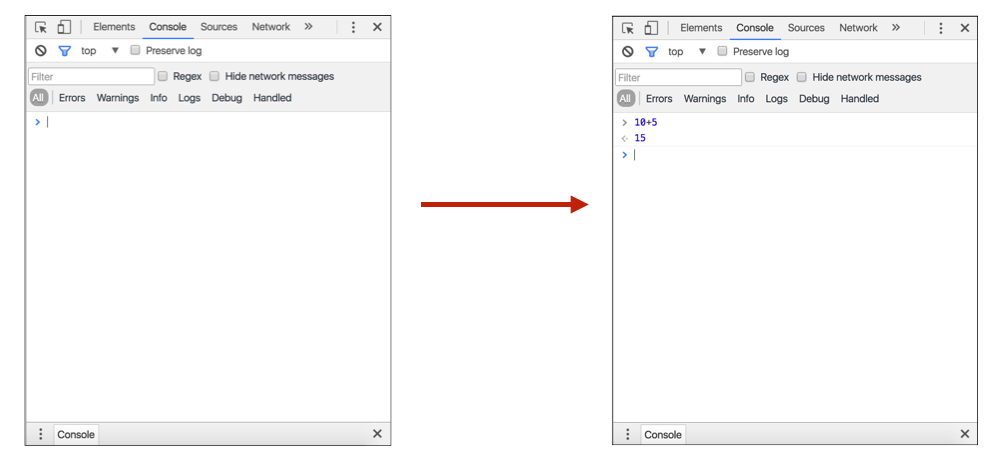 Elements Console Sources Network »
top ▼ Preserve log
Filter Regex Hide network messages
All Errors Warnings Info Logs Debug Handled
>
Console
Elements Console Sources Network »
top ▼ Preserve log
Filter Regex Hide network messages
All Errors Warnings Info Logs Debug Handled
> 10+5
15
>
Console